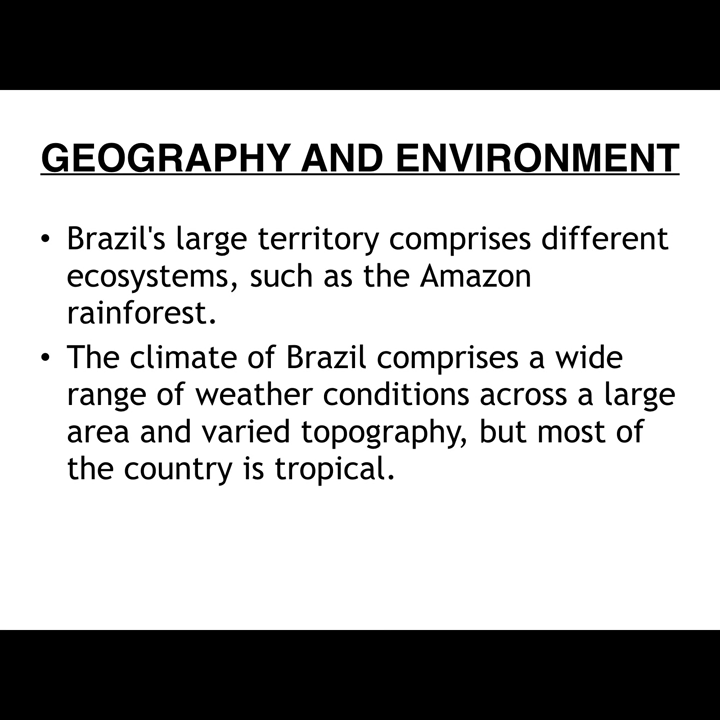 GEOGRAPHY AND ENVIRONMENT
• Brazil's large territory comprises different
ecosystems, such as the Amazon
rainforest.
• The climate of Brazil comprises a wide
range of weather conditions across a large
area and varied topography, but most of
the country is tropical.